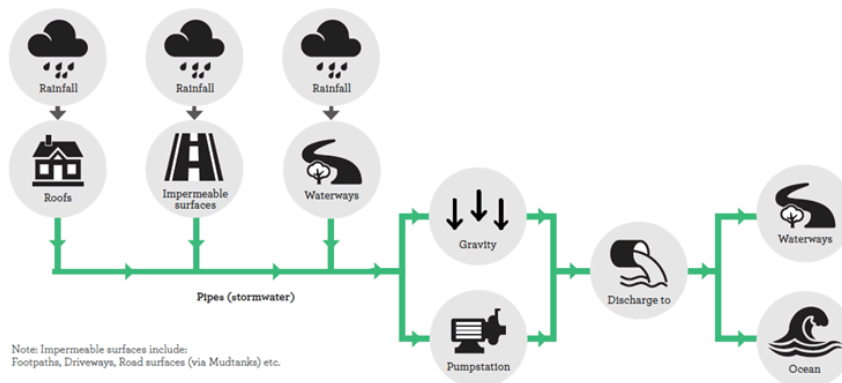 Rainfall
Rainfall
Rainfall
Roofs
Impermeable
surfaces
Waterways
Gravity
Waterways
Discharge to
Pipes (stormwater)
Pumpstation
Ocean
Note: Impermeable surfaces include:
Footpaths, Driveways, Road surfaces (via Mudtanks) etc.